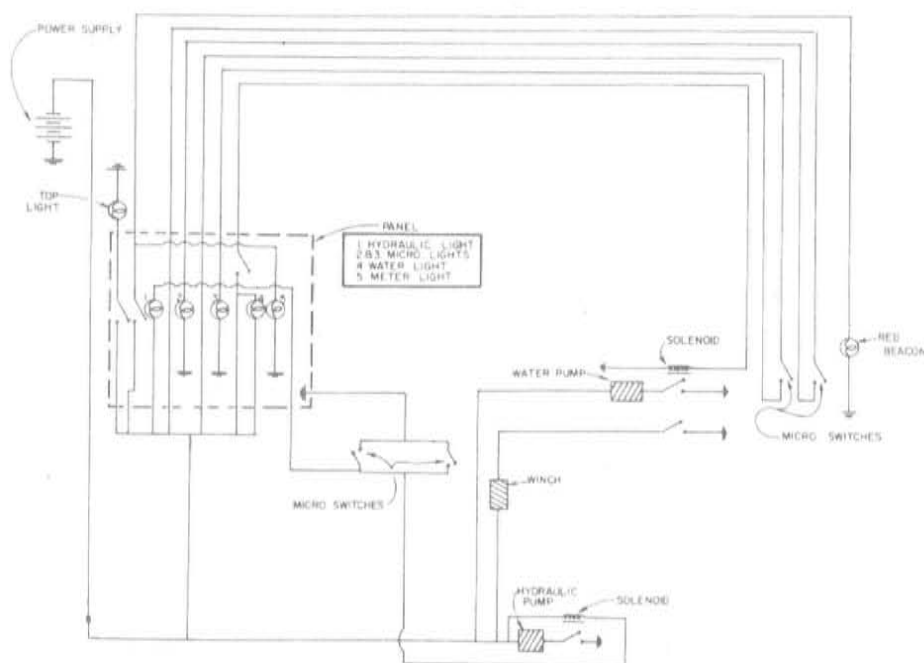 POWER SUPPLY
TOP
LIGHT
PANEL
1 HYDRAULIC LIGHT
2&3 MICRO LIGHTS
4 WATER LIGHT
5 METER LIGHT
SOLENOID
WATER PUMP
RED
BEACON
MICRO SWITCHES
MICRO SWITCHES
WINCH
HYDRAULIC
PUMP
SOLENOID